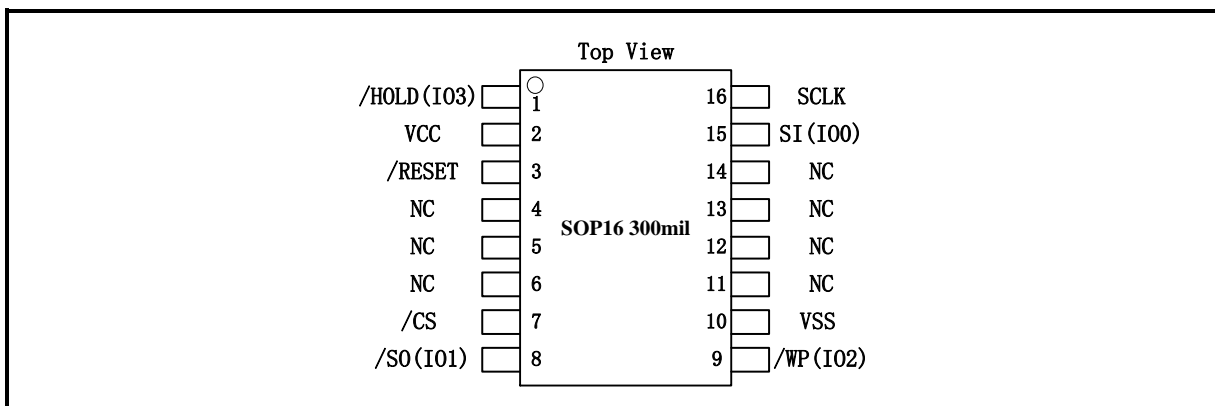 Top View
/HOLD(IO3) 1 16 SCLK
VCC 2 15 SI(IO0)
/RESET 3 14 NC
NC 4 13 NC
SOP16 300mil
NC 5 12 NC
NC 6 11 NC
/CS 7 10 VSS
/SO(IO1) 8 9 /WP(IO2)